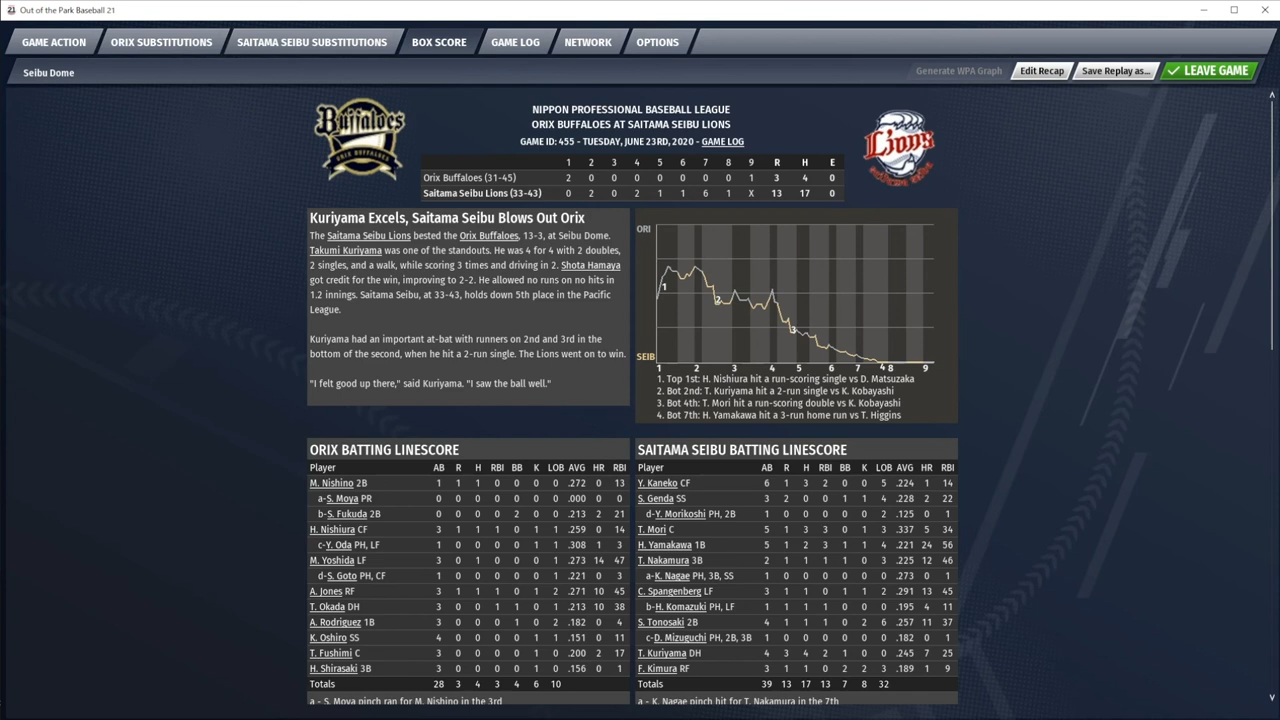 Out of the Park Baseball 21
GAME ACTION ORIX SUBSTITUTIONS SAITAMA SEIBU SUBSTITUTIONS BOX SCORE GAME LOG NETWORK OPTIONS
Seibu Dome Generate WPA Graph Edit Recap Save Replay as... LEAVE GAME
Buffaloes
ORIX BUFFALOES
Lions
NIPPON PROFESSIONAL BASEBALL LEAGUE
ORIX BUFFALOES AT SAITAMA SEIBU LIONS
GAME ID: 455 - TUESDAY, JUNE 23RD, 2020 - GAME LOG
1 2 3 4 5 6 7 8 9 R H E
Orix Buffaloes (31-45) 2 0 0 0 0 0 0 0 1 3 4 0
Saitama Seibu Lions (33-43) 0 2 0 2 1 1 6 1 X 13 17 0
Kuriyama Excels, Saitama Seibu Blows Out Orix
The Saitama Seibu Lions bested the Orix Buffaloes, 13-3, at Seibu Dome.
Takumi Kuriyama was one of the standouts. He was 4 for 4 with 2 doubles,
2 singles, and a walk, while scoring 3 times and driving in 2. Shota Hamaya
got credit for the win, improving to 2-2. He allowed no runs on no hits in
1.2 innings. Saitama Seibu, at 33-43, holds down 5th place in the Pacific
League.
Kuriyama had an important at-bat with runners on 2nd and 3rd in the
bottom of the second, when he hit a 2-run single. The Lions went on to win.
"I felt good up there," said Kuriyama. "I saw the ball well."
ORI
1
2
3
SEIB
1 2 3 4 5 6 7 4 8 9
1. Top 1st: H. Nishiura hit a run-scoring single vs D. Matsuzaka
2. Bot 2nd: T. Kuriyama hit a 2-run single vs K. Kobayashi
3. Bot 4th: T. Mori hit a run-scoring double vs K. Kobayashi
4. Bot 7th: H. Yamakawa hit a 3-run home run vs T. Higgins
ORIX BATTING LINESCORE
Player AB R H RBI BB K LOB AVG HR RBI
M. Nishino 2B 1 1 1 0 0 0 0 .272 0 13
a-S. Moya PR 0 0 0 0 0 0 0 .000 0 0
b-S. Fukuda 2B 0 0 0 0 2 0 0 .213 2 21
H. Nishiura CF 3 1 1 1 0 1 1 .259 0 14
c-Y. Oda PH, LF 1 0 0 0 0 1 1 .308 1 3
M. Yoshida LF 3 0 1 0 0 0 1 .273 14 47
d-S. Goto PH, CF 1 0 0 0 0 0 1 .221 0 3
A. Jones RF 3 1 1 1 0 1 2 .271 10 45
T. Okada DH 3 0 0 1 1 0 1 .213 10 38
A. Rodriguez 1B 3 0 0 0 1 0 2 .182 0 4
K. Oshiro SS 4 0 0 0 0 1 1 .151 0 11
T. Fushimi C 3 0 0 0 0 1 0 .200 2 17
H. Shirasaki 3B 3 0 0 0 0 1 0 .156 0 1
Totals 28 3 4 3 4 6 10
a - S. Moya pinch ran for M. Nishino in the 3rd
SAITAMA SEIBU BATTING LINESCORE
Player AB R H RBI BB K LOB AVG HR RBI
Y. Kaneko CF 6 1 3 2 0 0 5 .224 1 14
S. Genda SS 3 2 0 0 1 1 4 .228 2 22
d-Y. Morikoshi PH, 2B 1 0 0 0 0 0 2 .125 0 1
T. Mori C 5 1 3 3 0 1 3 .337 5 34
H. Yamakawa 1B 5 1 2 3 1 1 4 .221 24 56
T. Nakamura 3B 2 1 1 1 1 0 3 .225 12 46
a-K. Nagae PH, 3B, SS 1 0 0 0 0 0 0 .273 0 1
C. Spangenberg LF 3 1 1 0 1 1 2 .291 13 45
b-H. Komazuki PH, LF 1 1 1 1 0 0 0 .195 4 11
S. Tonosaki 2B 4 1 1 1 0 2 6 .257 11 37
c-D. Mizuguchi PH, 2B, 3B 1 0 0 0 0 0 0 .182 0 1
T. Kuriyama DH 4 3 4 2 1 0 0 .245 7 25
F. Kimura RF 3 1 1 0 2 2 3 .189 1 9
Totals 39 13 17 13 7 8 32
a - K. Nagae pinch hit for T. Nakamura in the 7th